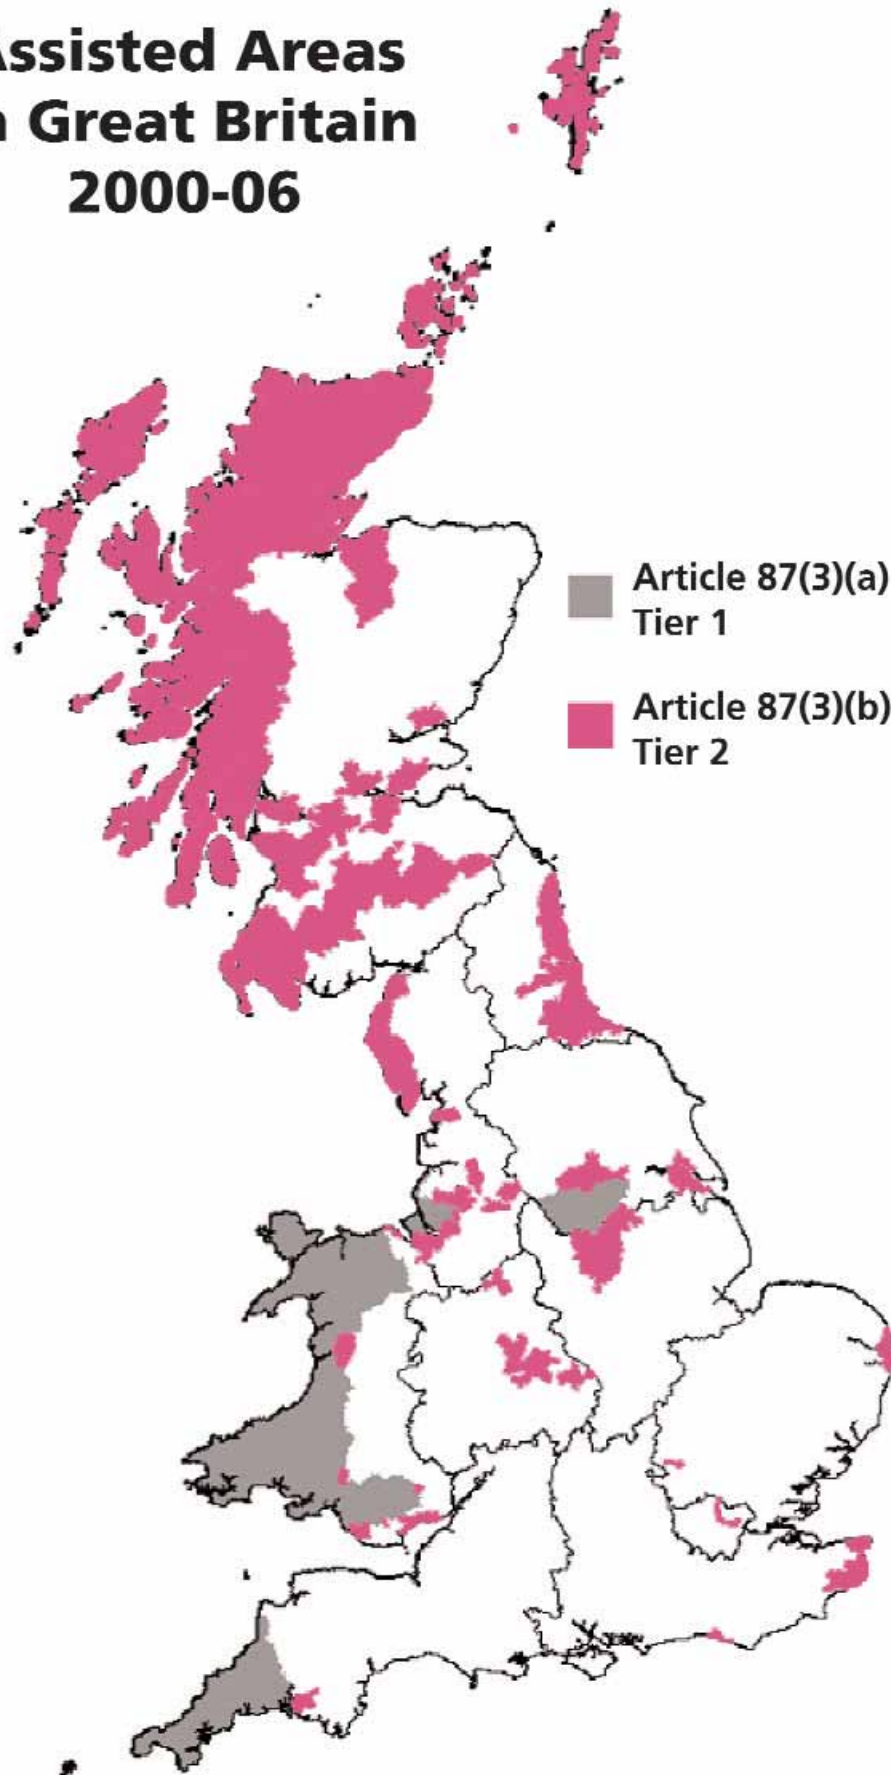 ssisted Areas
Great Britain
2000-06
Article 87(3)(a)
Tier 1
Article 87(3)(b)
Tier 2